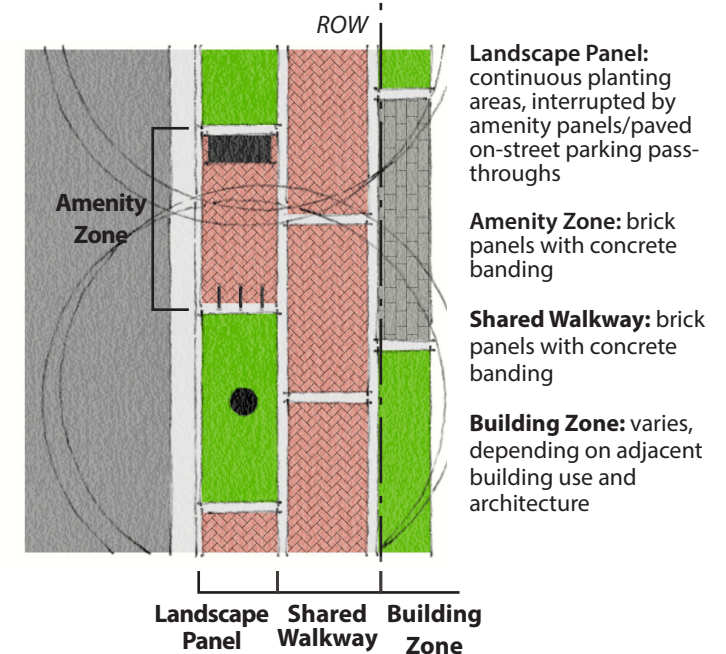 ROW
Landscape Panel:
continuous planting
areas, interrupted by
amenity panels/paved
on-street parking pass-
throughs
Amenity
Zone
Amenity Zone: brick
panels with concrete
banding
Shared Walkway: brick
panels with concrete
banding
Building Zone: varies,
depending on adjacent
building use and
architecture
Landscape
Panel
Shared
Walkway
Building
Zone